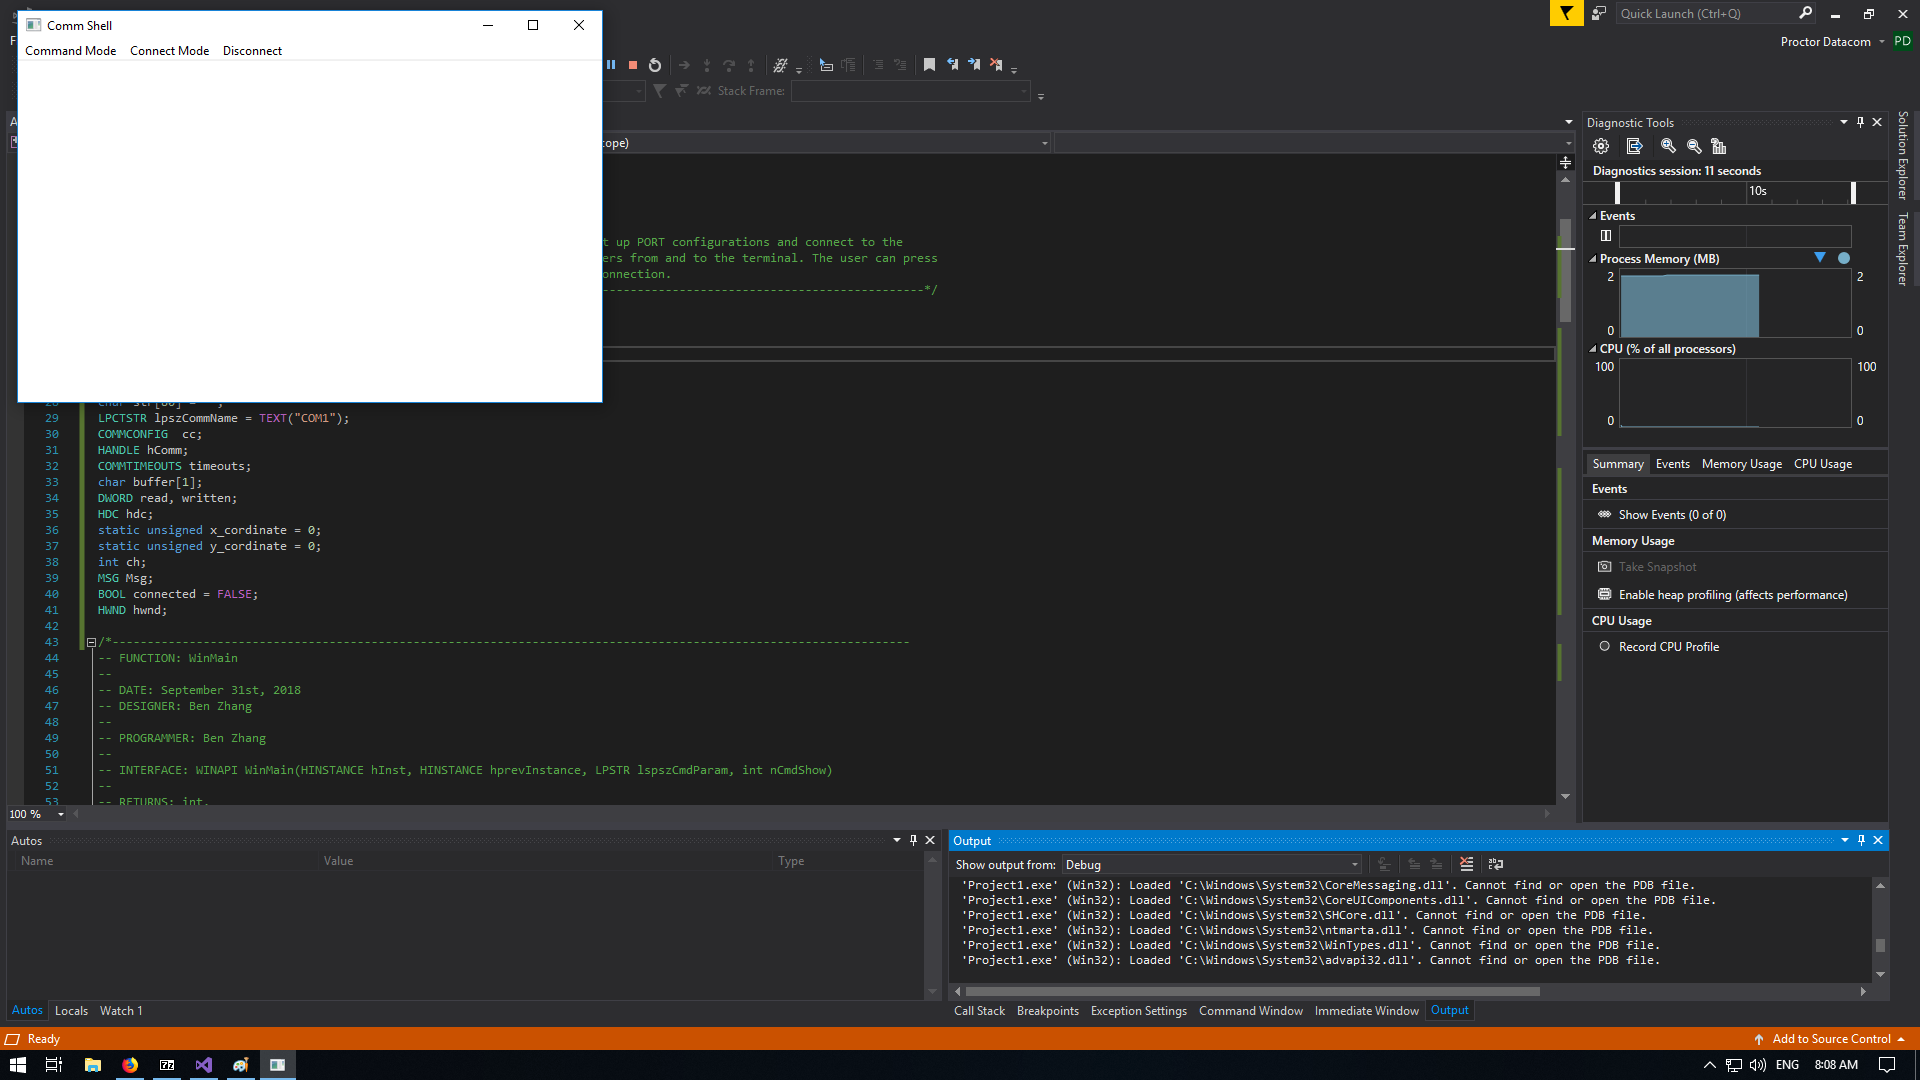 Comm Shell
Command Mode Connect Mode Disconnect
Quick Launch (Ctrl+Q)
Proctor Datacom PD
Stack Frame:
cope)
t up PORT configurations and connect to the
ers from and to the terminal. The user can press
onnection.
----------------------------------------------*/
29 LPCTSTR lpszCommName = TEXT("COM1");
30 COMMCONFIG  cc;
31 HANDLE hComm;
32 COMMTIMEOUTS timeouts;
33 char buffer[1];
34 DWORD read, written;
35 HDC hdc;
36 static unsigned x_cordinate = 0;
37 static unsigned y_cordinate = 0;
38 int ch;
39 MSG Msg;
40 BOOL connected = FALSE;
41 HWND hwnd;
42
43 /*------------------------------------------------------------------------------------------------------------------
44 -- FUNCTION: WinMain
45 --
46 -- DATE: September 31st, 2018
47 -- DESIGNER: Ben Zhang
48 --
49 -- PROGRAMMER: Ben Zhang
50 --
51 -- INTERFACE: WINAPI WinMain(HINSTANCE hInst, HINSTANCE hprevInstance, LPSTR lspszCmdParam, int nCmdShow)
52 --
53 -- RETURNS: int.
100 %
Diagnostic Tools
Diagnostics session: 11 seconds
10s
Events
Process Memory (MB)
2 2
0 0
CPU (% of all processors)
100 100
0 0
Summary Events Memory Usage CPU Usage
Events
Show Events (0 of 0)
Memory Usage
Take Snapshot
Enable heap profiling (affects performance)
CPU Usage
Record CPU Profile
Solution Explorer
Team Explorer
Autos
Name Value Type
Autos Locals Watch 1
Output
Show output from: Debug
'Project1.exe' (Win32): Loaded 'C:\Windows\System32\CoreMessaging.dll'. Cannot find or open the PDB file.
'Project1.exe' (Win32): Loaded 'C:\Windows\System32\CoreUIComponents.dll'. Cannot find or open the PDB file.
'Project1.exe' (Win32): Loaded 'C:\Windows\System32\SHCore.dll'. Cannot find or open the PDB file.
'Project1.exe' (Win32): Loaded 'C:\Windows\System32\ntmarta.dll'. Cannot find or open the PDB file.
'Project1.exe' (Win32): Loaded 'C:\Windows\System32\WinTypes.dll'. Cannot find or open the PDB file.
'Project1.exe' (Win32): Loaded 'C:\Windows\System32\advapi32.dll'. Cannot find or open the PDB file.
Call Stack Breakpoints Exception Settings Command Window Immediate Window Output
Ready
Add to Source Control
ENG 8:08 AM